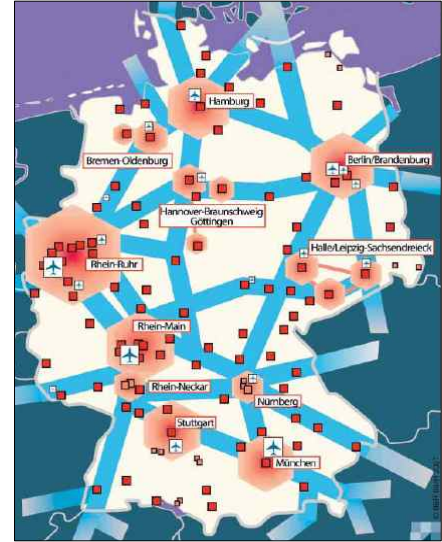 Hamburg
Bremen-Oldenburg
Berlin/Brandenburg
Hannover-Braunschweig
Göttingen
Halle/Leipzig-Sachsendreieck
Rhein-Ruhr
Rhein-Main
Rhein-Neckar
Nürnberg
Stuttgart
München